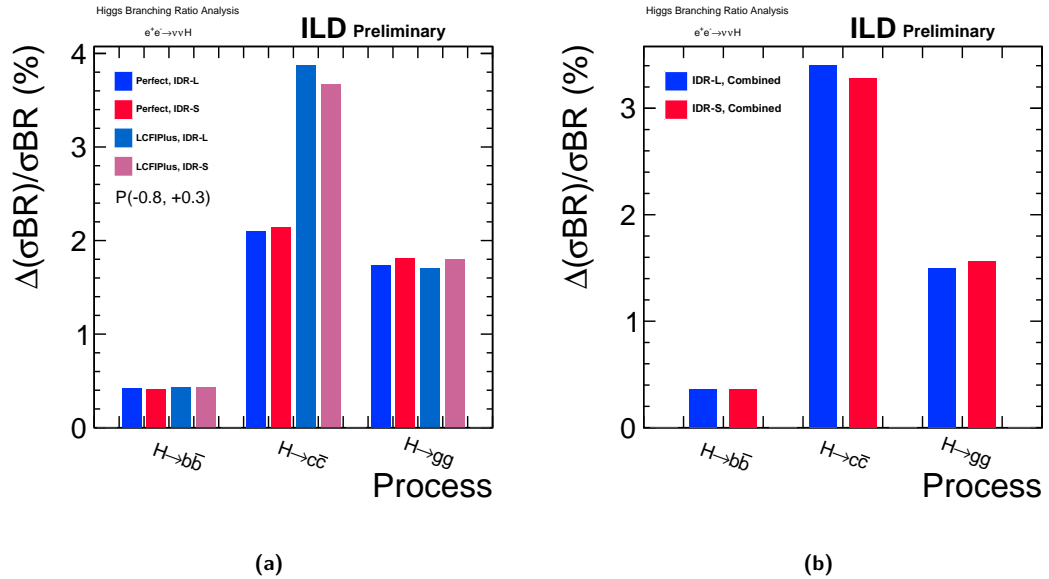 Higgs Branching Ratio Analysis
e⁺e⁻→ννH
ILD Preliminary
Δ(σBR)/σBR (%)
4
3
2
1
0
Perfect, IDR-L
Perfect, IDR-S
LCFIPlus, IDR-L
LCFIPlus, IDR-S
P(-0.8, +0.3)
H→bb̅
H→cc̅
H→gg
Process
(a)
Higgs Branching Ratio Analysis
e⁺e⁻→ννH
ILD Preliminary
Δ(σBR)/σBR (%)
3
2
1
0
IDR-L, Combined
IDR-S, Combined
H→bb̅
H→cc̅
H→gg
Process
(b)